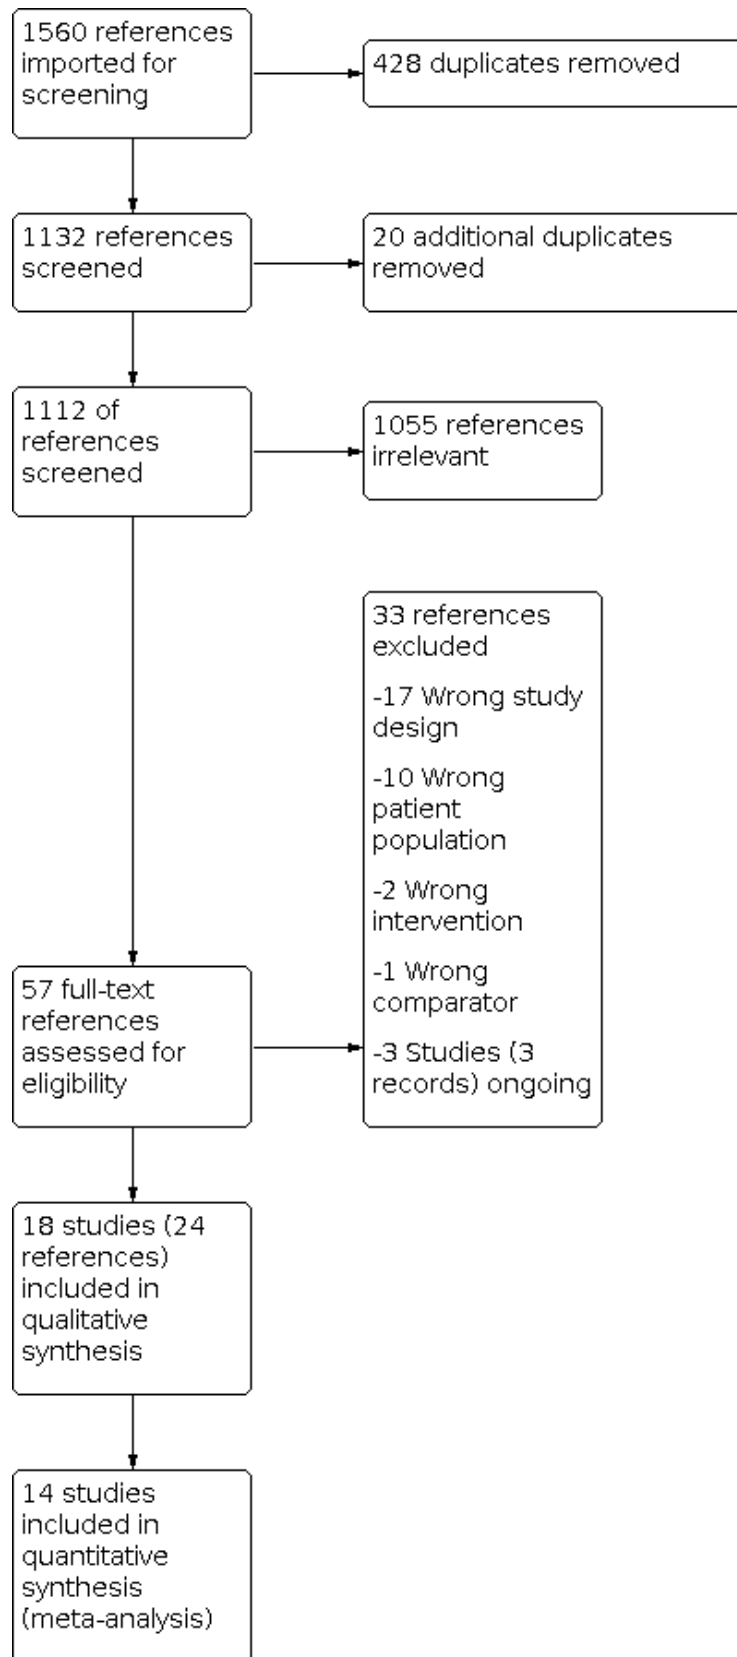 1560 references
imported for
screening
428 duplicates removed
1132 references
screened
20 additional duplicates
removed
1112 of
references
screened
1055 references
irrelevant
33 references
excluded
-17 Wrong study
design
-10 Wrong
patient
population
-2 Wrong
intervention
-1 Wrong
comparator
-3 Studies (3
records) ongoing
57 full-text
references
assessed for
eligibility
18 studies (24
references)
included in
qualitative
synthesis
14 studies
included in
quantitative
synthesis
(meta-analysis)